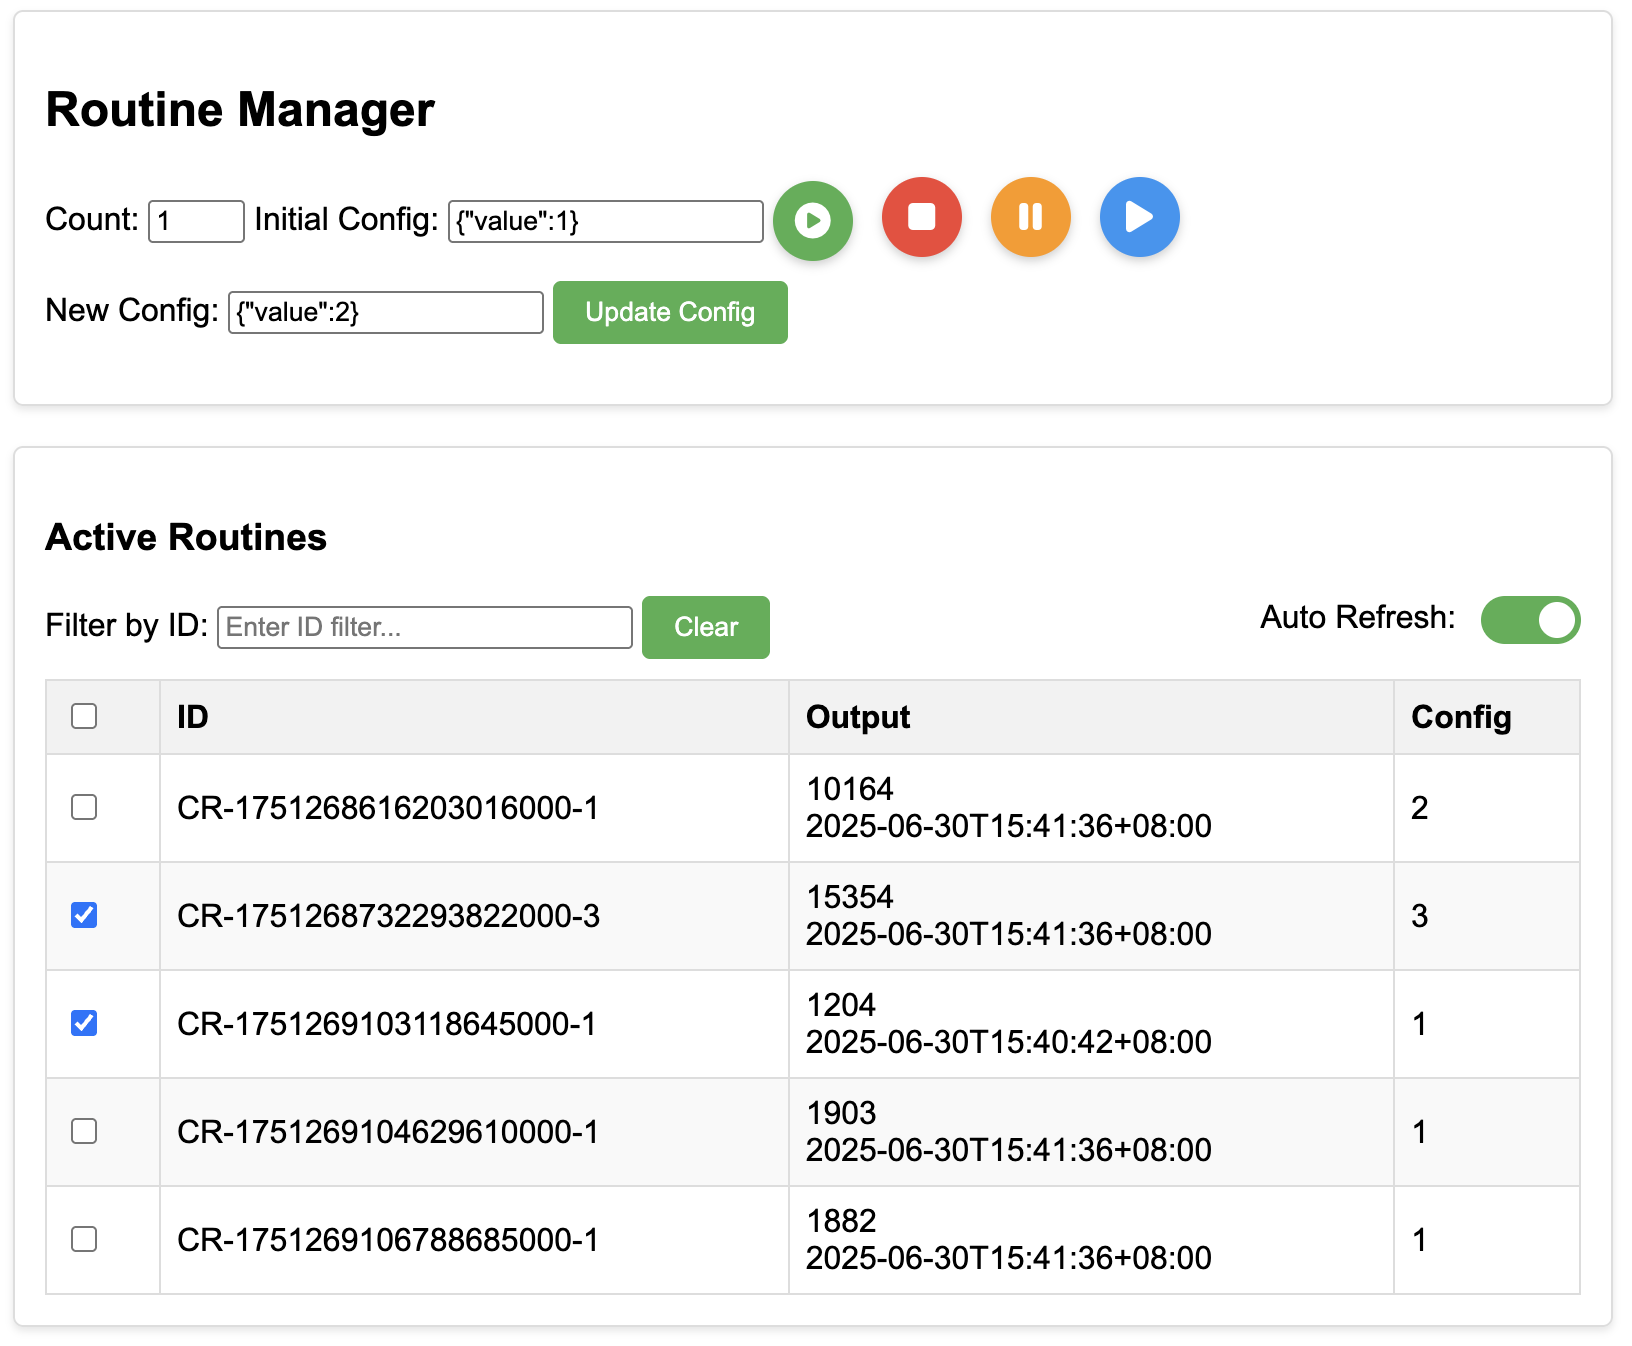 Routine Manager
Count: 1 Initial Config: {"value":1}
New Config: {"value":2} Update Config
Active Routines
Filter by ID: Enter ID filter... Clear Auto Refresh:
ID Output Config
CR-1751268616203016000-1 10164 2
2025-06-30T15:41:36+08:00
CR-1751268732293822000-3 15354 3
2025-06-30T15:41:36+08:00
CR-1751269103118645000-1 1204 1
2025-06-30T15:40:42+08:00
CR-1751269104629610000-1 1903 1
2025-06-30T15:41:36+08:00
CR-1751269106788685000-1 1882 1
2025-06-30T15:41:36+08:00